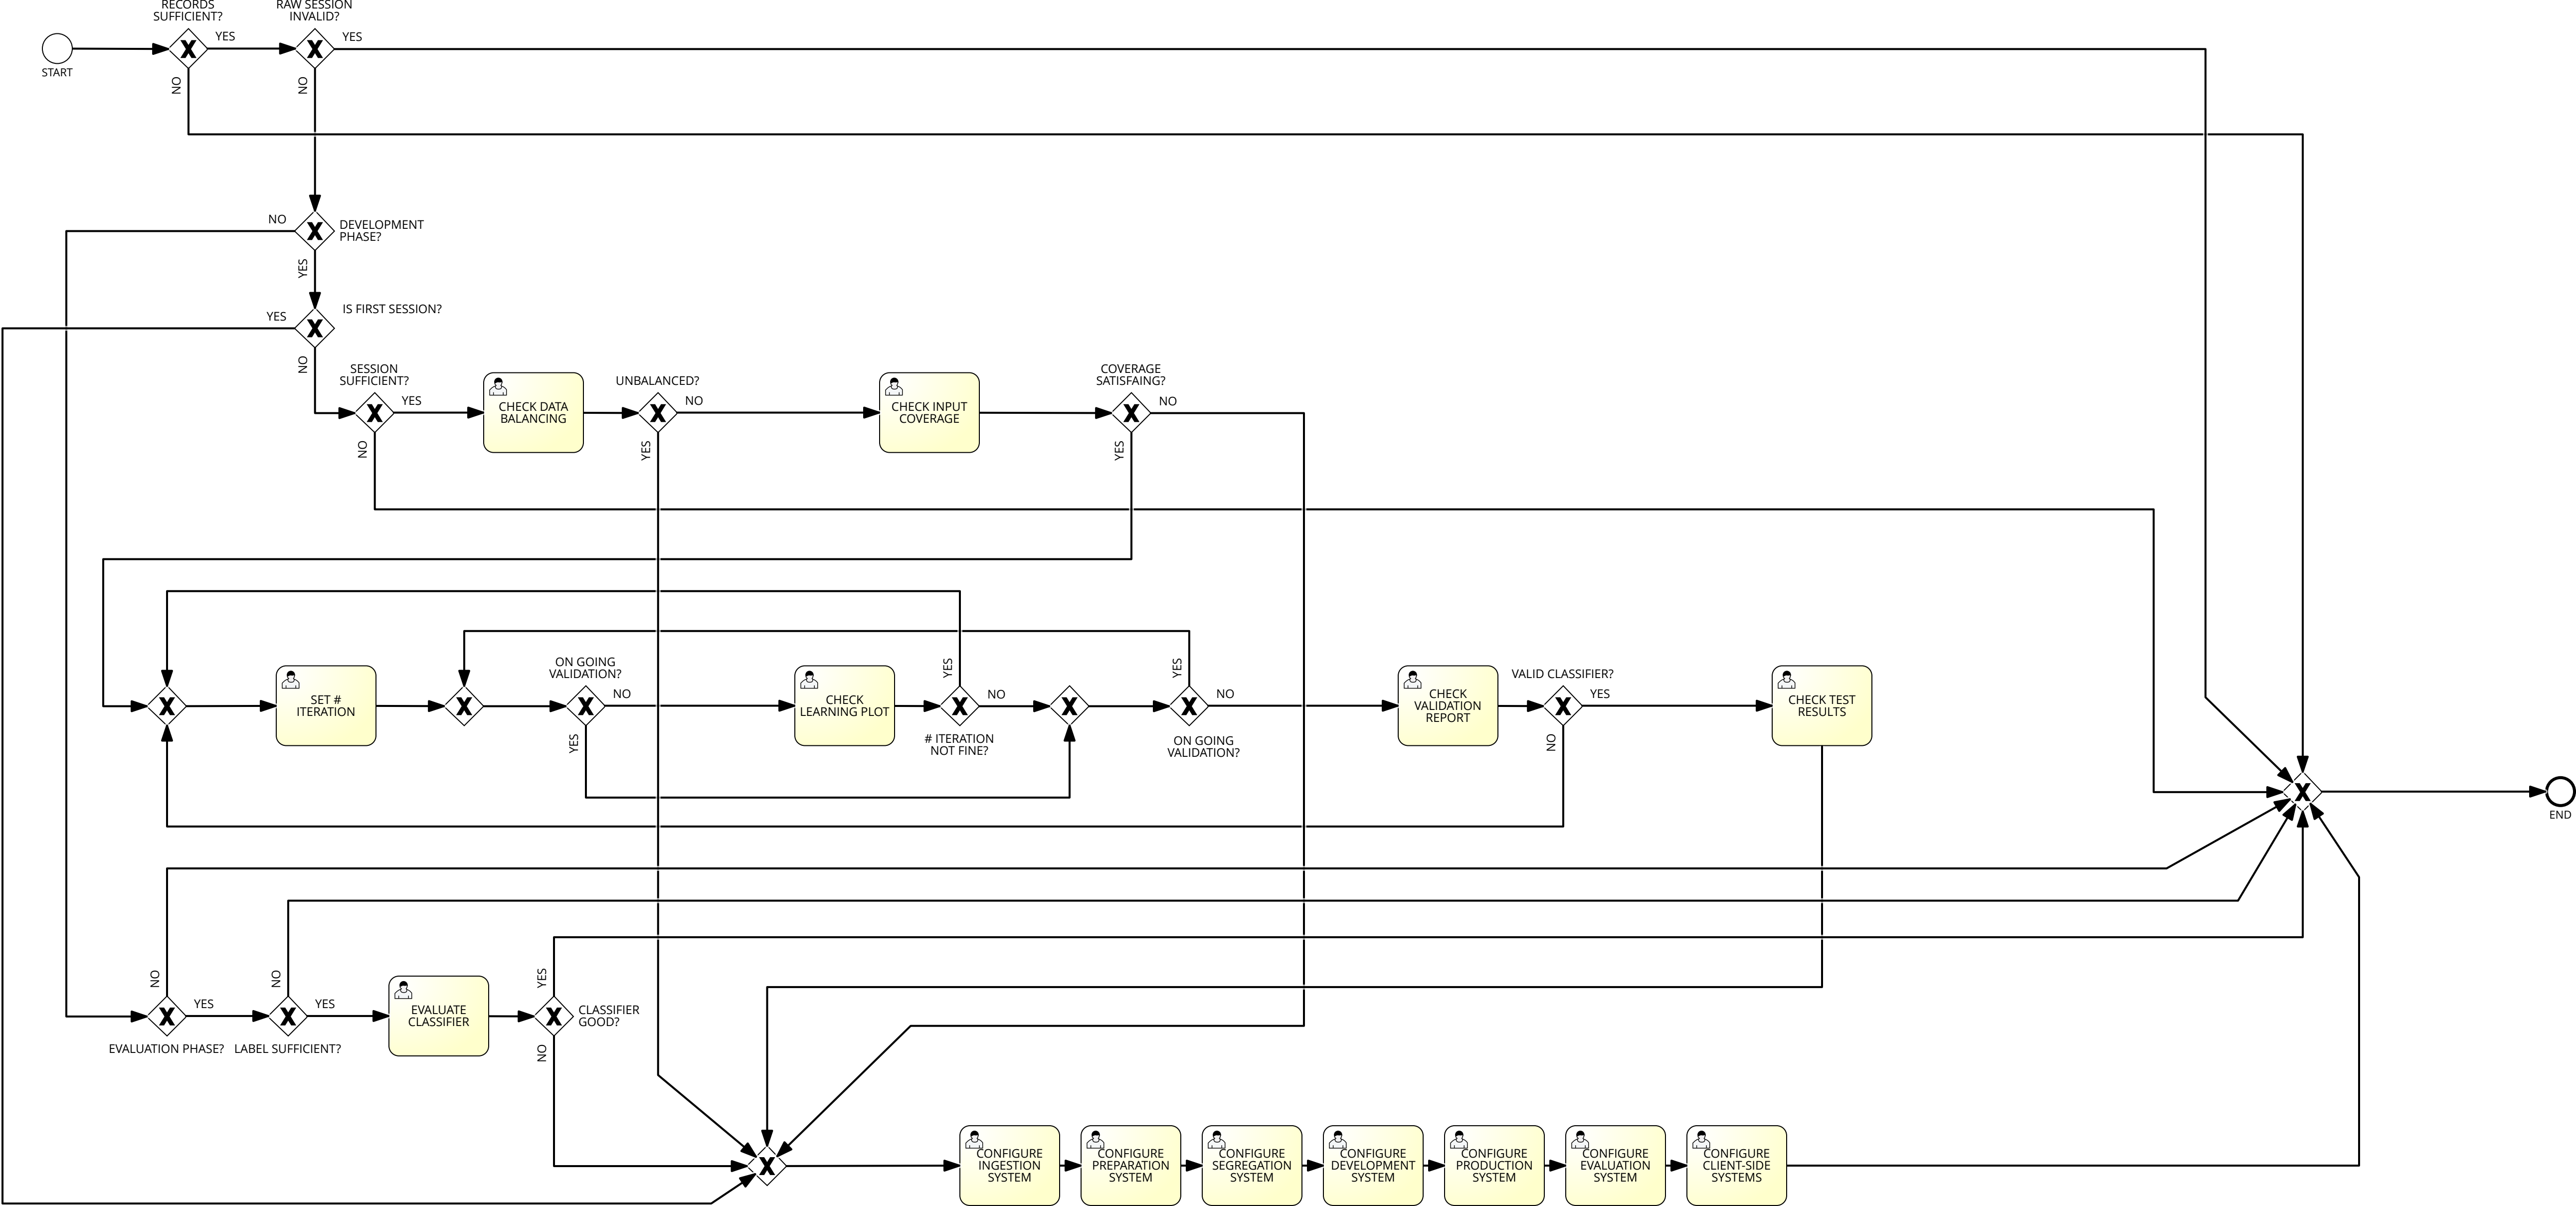 RECORDS
SUFFICIENT?
RAW SESSION
INVALID?
YES
YES
START
NO
NO
NO
DEVELOPMENT
PHASE?
YES
IS FIRST SESSION?
YES
NO
SESSION
SUFFICIENT?
YES
NO
CHECK DATA
BALANCING
UNBALANCED?
NO
YES
CHECK INPUT
COVERAGE
COVERAGE
SATISFAING?
NO
YES
SET #
ITERATION
ON GOING
VALIDATION?
NO
YES
CHECK
LEARNING PLOT
YES
NO
# ITERATION
NOT FINE?
YES
NO
ON GOING
VALIDATION?
CHECK
VALIDATION
REPORT
VALID CLASSIFIER?
YES
NO
CHECK TEST
RESULTS
END
NO
YES
EVALUATION PHASE?
NO
YES
LABEL SUFFICIENT?
EVALUATE
CLASSIFIER
YES
CLASSIFIER
GOOD?
NO
CONFIGURE
INGESTION
SYSTEM
CONFIGURE
PREPARATION
SYSTEM
CONFIGURE
SEGREGATION
SYSTEM
CONFIGURE
DEVELOPMENT
SYSTEM
CONFIGURE
PRODUCTION
SYSTEM
CONFIGURE
EVALUATION
SYSTEM
CONFIGURE
CLIENT-SIDE
SYSTEMS